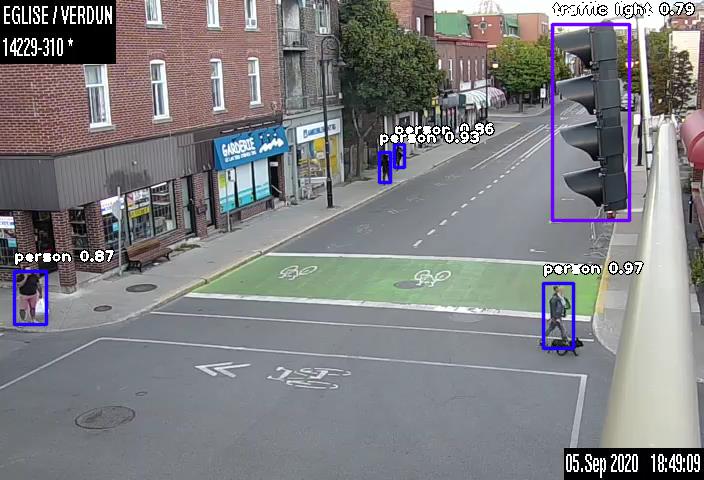 EGLISE / VERDUN
14229-310 *
traffic light 0.79
person 0.96
person 0.93
GARDERIE
person 0.87
person 0.97
05.Sep 2020 18:49:09